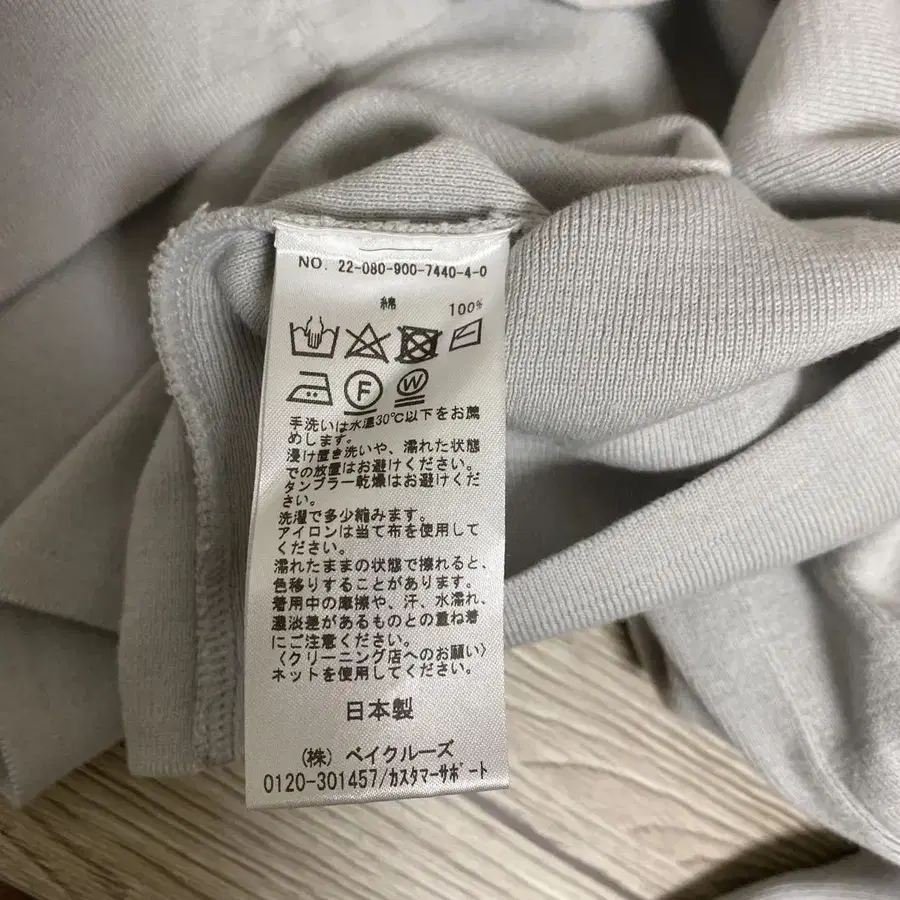 NO. 22-080-900-7440-4-0
綿 100%
F W
手洗いは水温30℃以下をお薦
めします。
浸け置き洗いや、濡れた状態
での放置はお避けください。
タンブラー乾燥はお避けくだ
さい。
洗濯で多少縮みます。
アイロンは当て布を使用して
ください。
濡れたままの状態で擦れると、
色移りすることがあります。
着用中の摩擦や、汗、水濡れ、
濃淡差があるものとの重ね着
にご注意ください。
〈クリーニング店へのお願い〉
ネットを使用してください。
日本製
(株) ベイクルーズ
0120-301457/カスタマーサポート